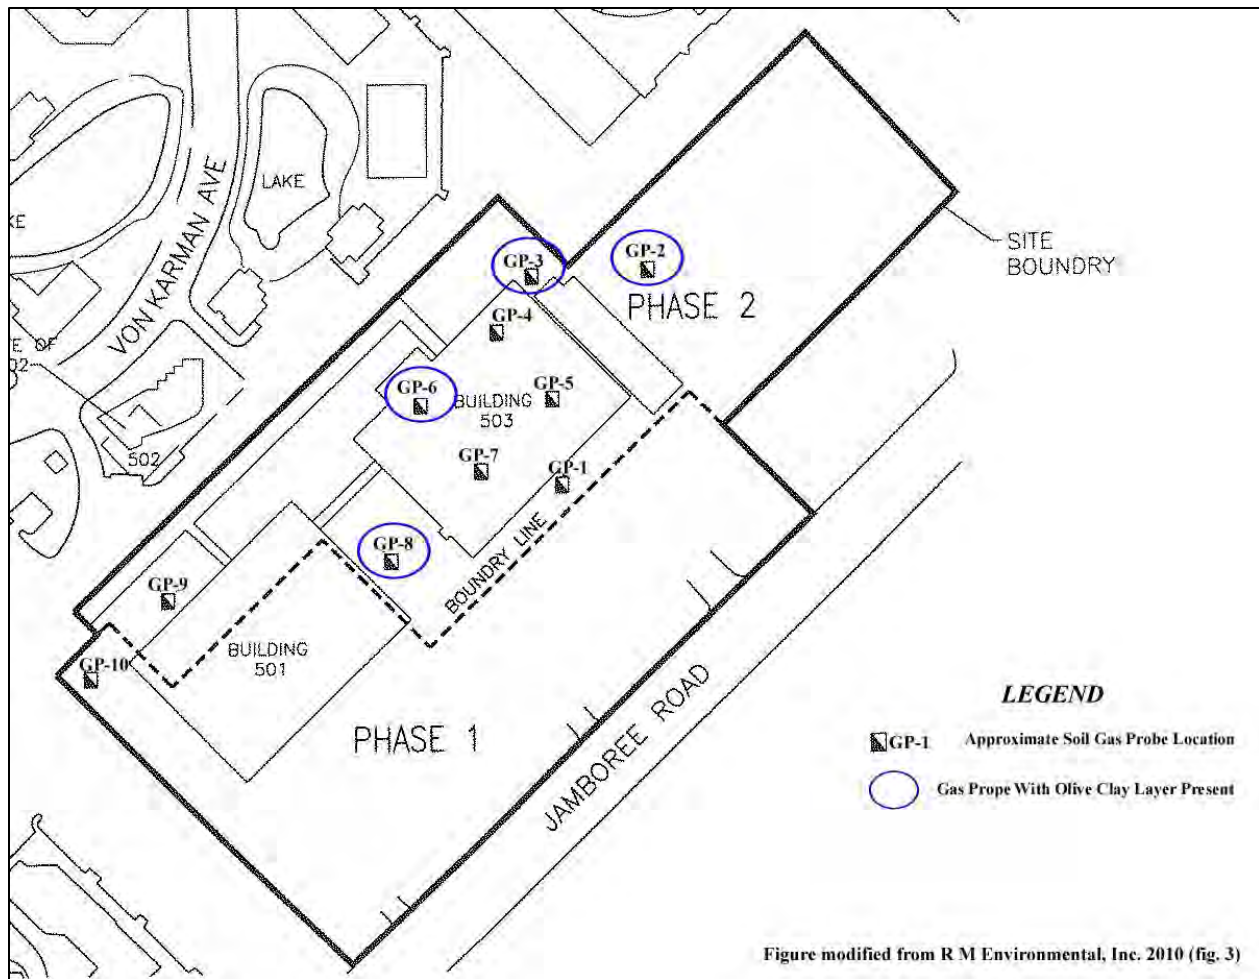 LAKE
KE
VON KARMAN AVE
E OF
02
502
SITE
BOUNDRY
GP-3
GP-2
PHASE 2
GP-4
GP-6
GP-5
BUILDING
503
GP-7
GP-1
GP-8
BOUNDRY LINE
GP-9
GP-10
BUILDING
501
PHASE 1
JAMBOREE ROAD
LEGEND
GP-1 Approximate Soil Gas Probe Location
Gas Prope With Olive Clay Layer Present
Figure modified from R M Environmental, Inc. 2010 (fig. 3)